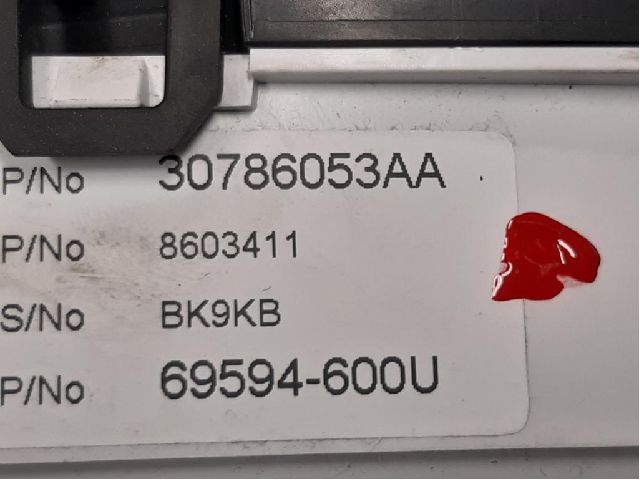 P/No 30786053AA
P/No 8603411
S/No BK9KB
P/No 69594-600U